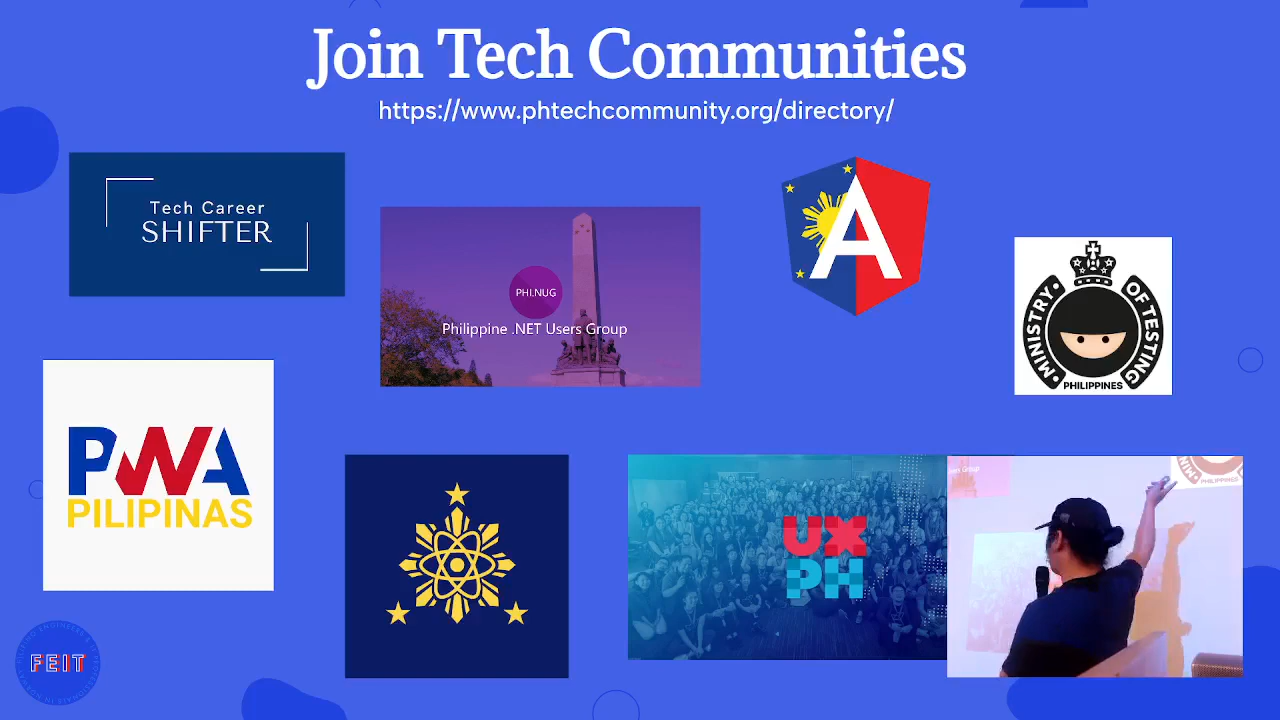 Join Tech Communities
https://www.phtechcommunity.org/directory/
Tech Career
SHIFTER
PHI.NUG
Philippine .NET Users Group
A
MINISTRY OF TESTING
PHILIPPINES
PWA
PILIPINAS
UX
PH
PHILIPPINES
FEIT